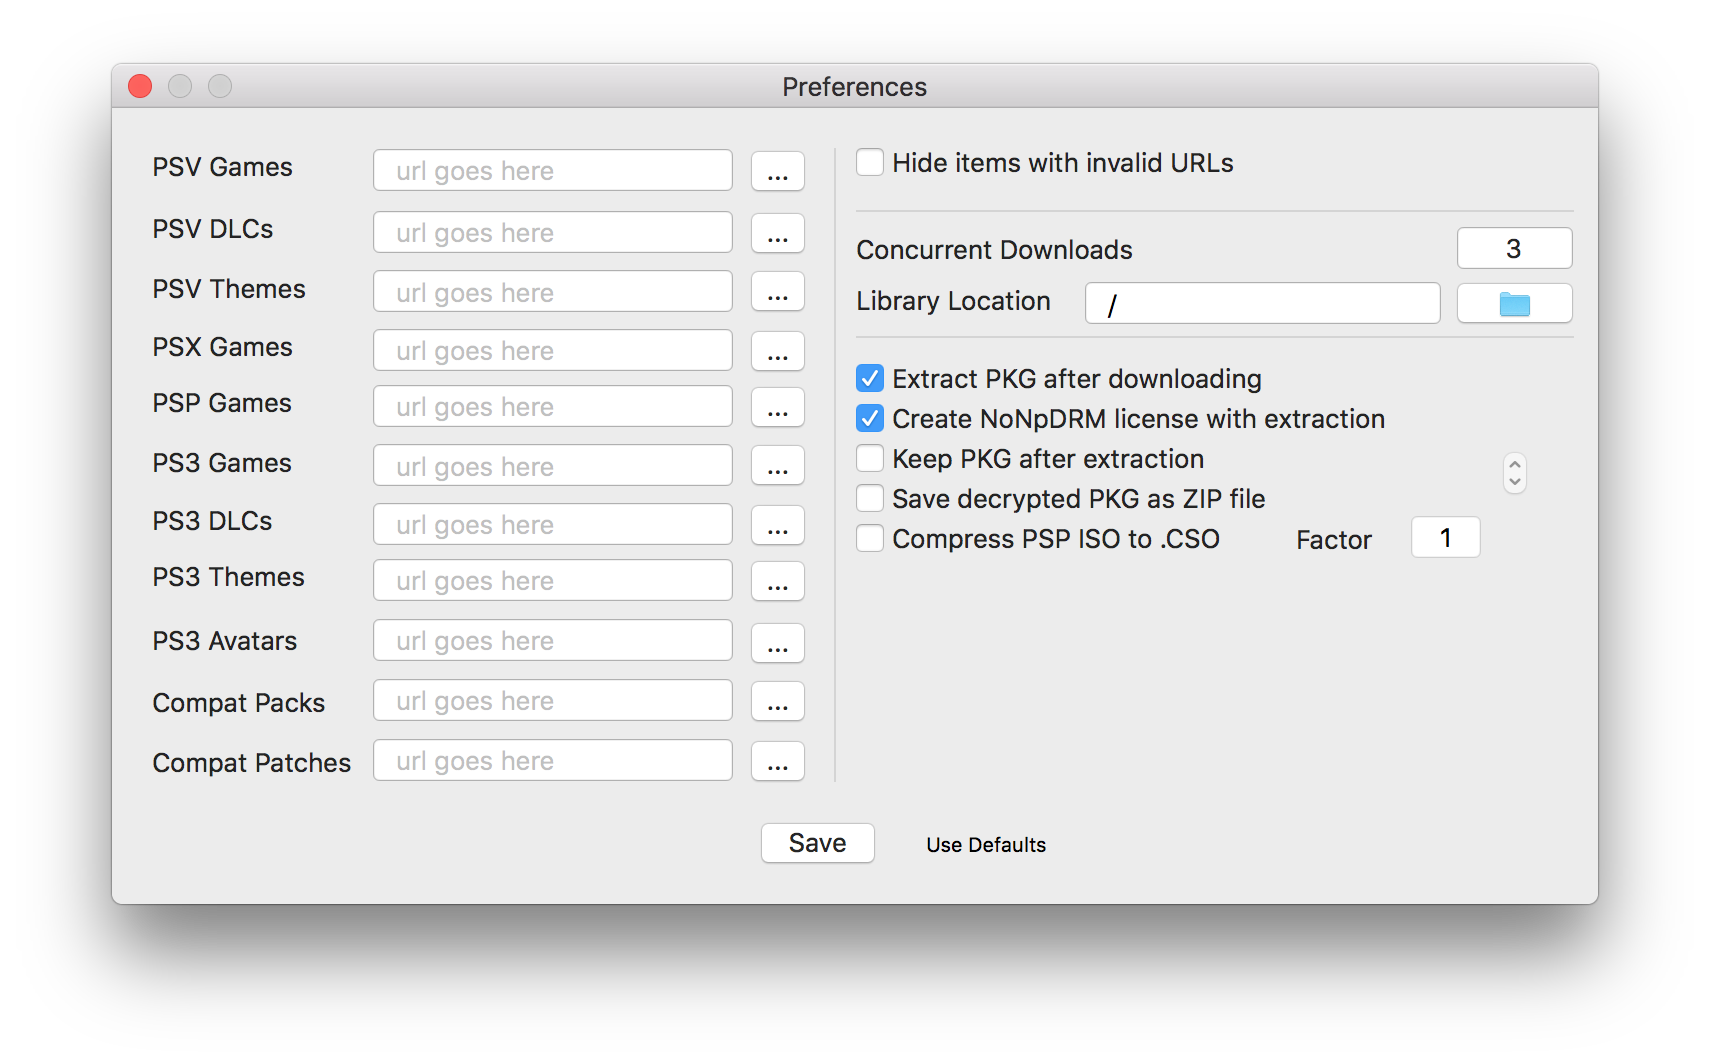 Preferences
PSV Games url goes here ...
PSV DLCs url goes here ...
PSV Themes url goes here ...
PSX Games url goes here ...
PSP Games url goes here ...
PS3 Games url goes here ...
PS3 DLCs url goes here ...
PS3 Themes url goes here ...
PS3 Avatars url goes here ...
Compat Packs url goes here ...
Compat Patches url goes here ...
Hide items with invalid URLs
Concurrent Downloads 3
Library Location /
Extract PKG after downloading
Create NoNpDRM license with extraction
Keep PKG after extraction
Save decrypted PKG as ZIP file
Compress PSP ISO to .CSO Factor 1
Save Use Defaults